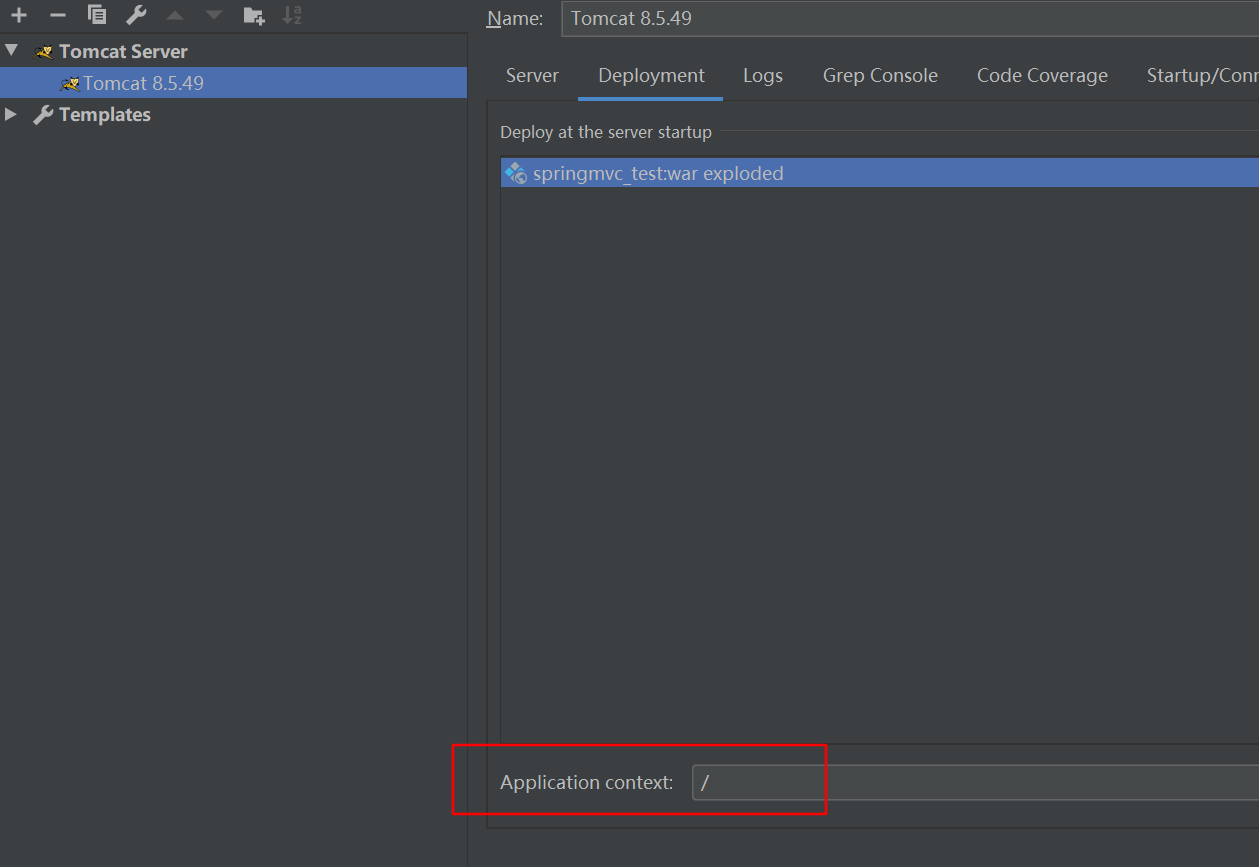 Name: Tomcat 8.5.49
Tomcat Server
Tomcat 8.5.49
Templates
Server Deployment Logs Grep Console Code Coverage Startup/Conn
Deploy at the server startup
springmvc_test:war exploded
Application context: /